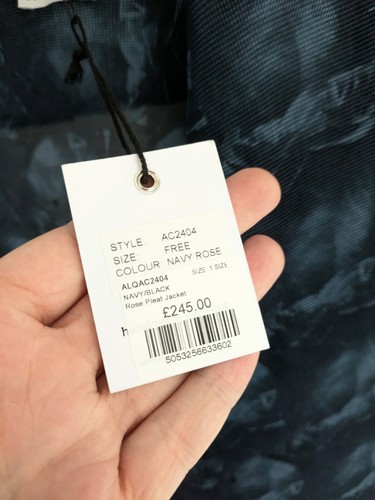 STYLE AC2404
SIZE FREE
COLOUR NAVY ROSE
ALQAC2404 SIZE: 1 SIZE
NAVY/BLACK
Rose Pleat Jacket
£245.00
5053256633602